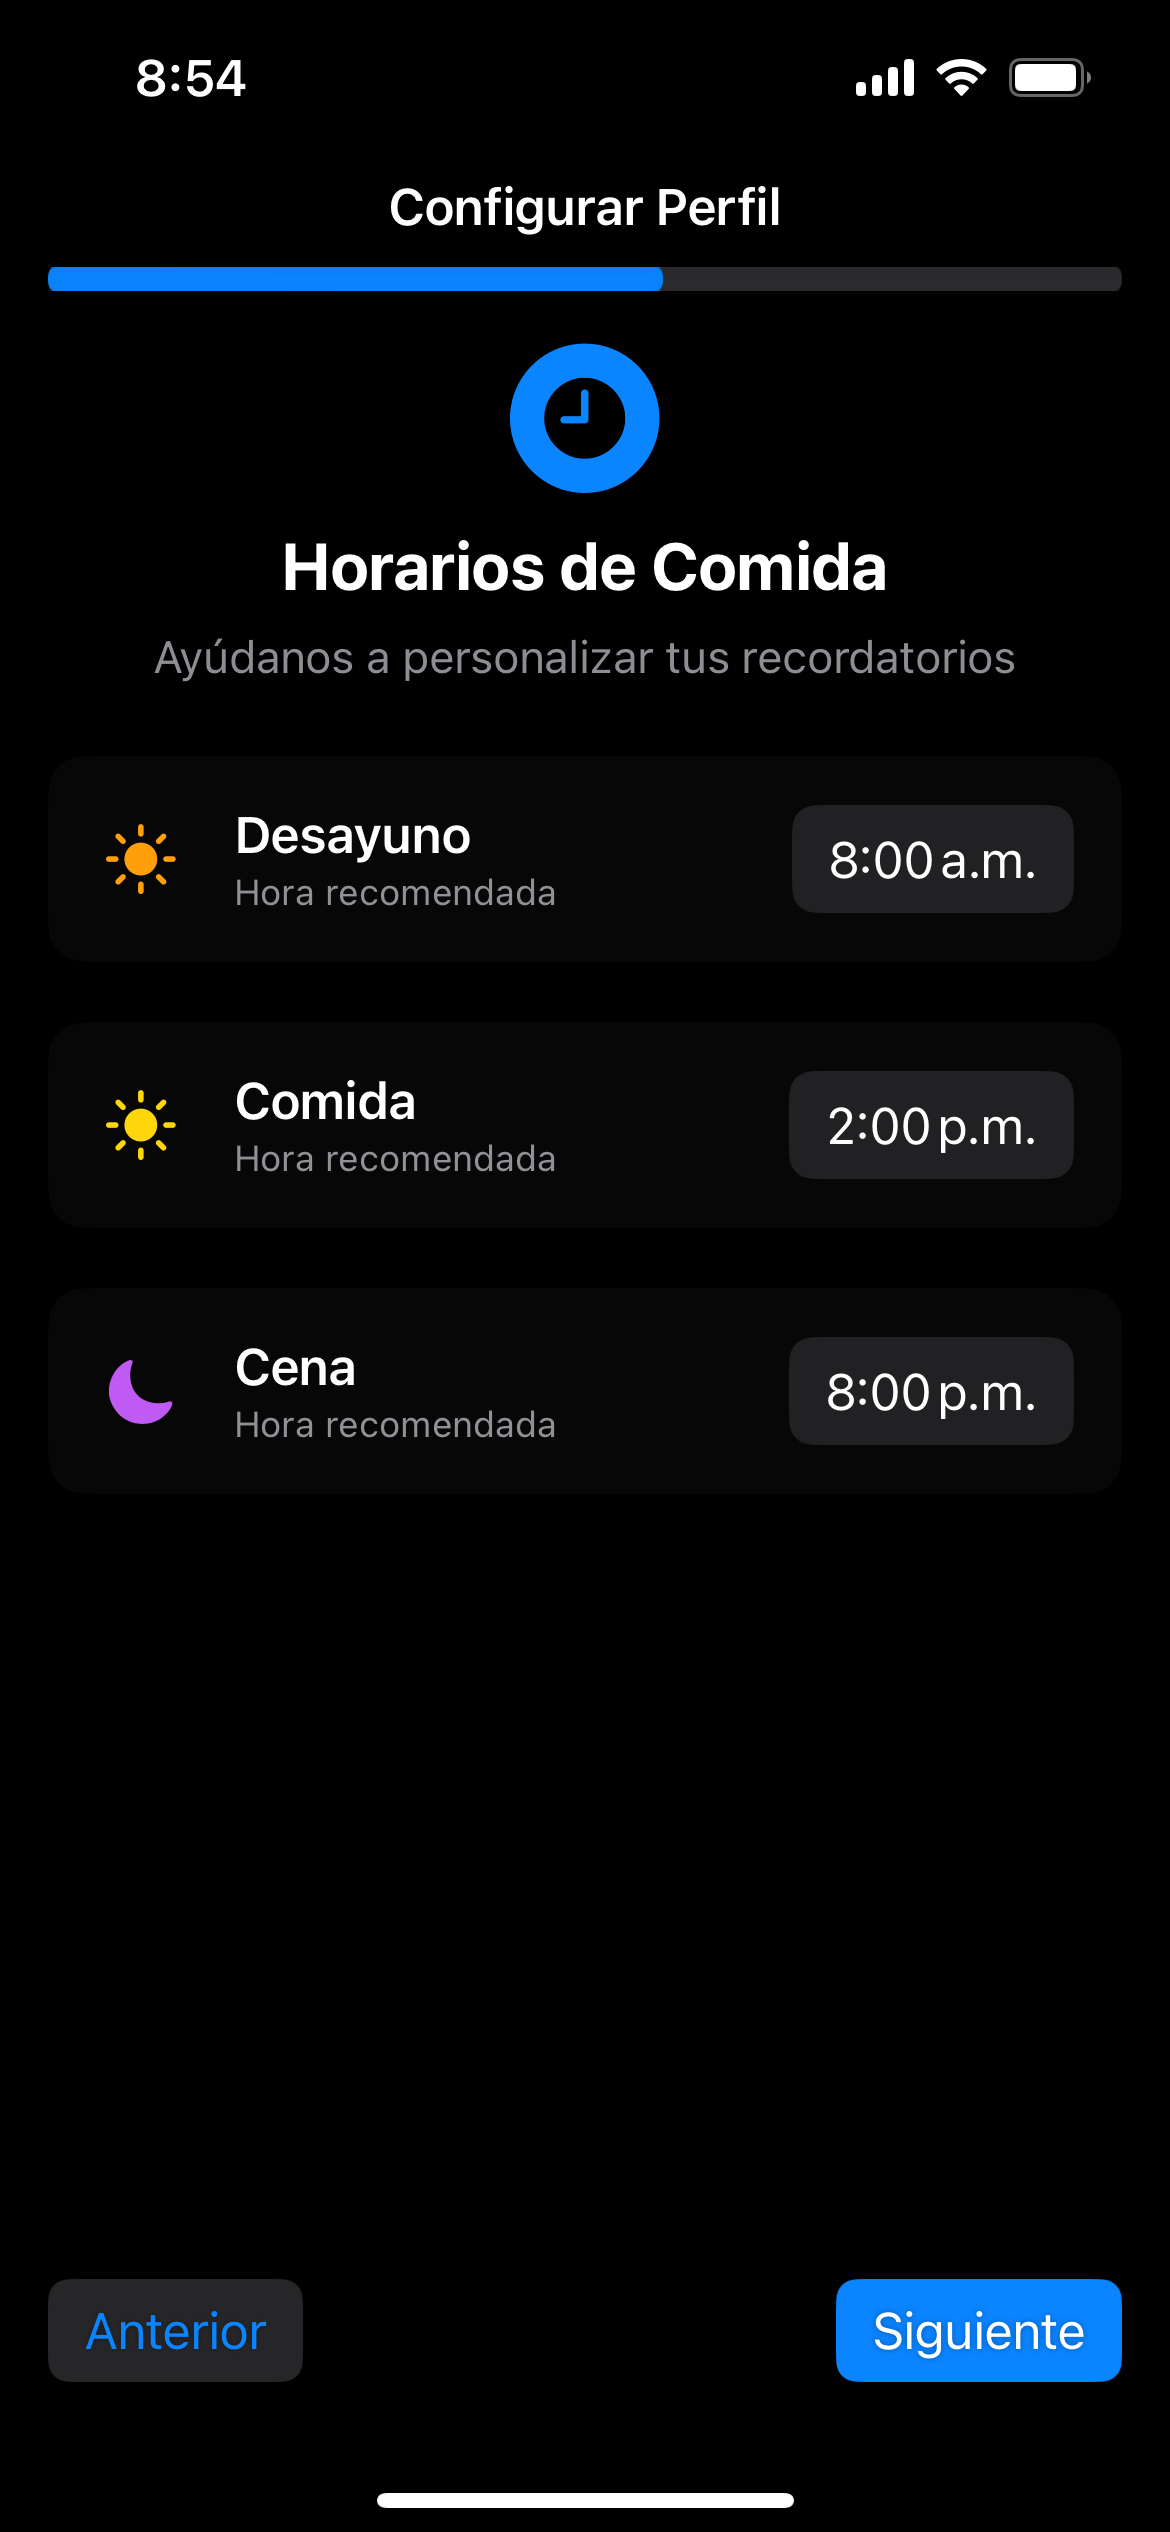 8:54
Configurar Perfil
Horarios de Comida
Ayúdanos a personalizar tus recordatorios
Desayuno
Hora recomendada
8:00 a.m.
Comida
Hora recomendada
2:00 p.m.
Cena
Hora recomendada
8:00 p.m.
Anterior
Siguiente